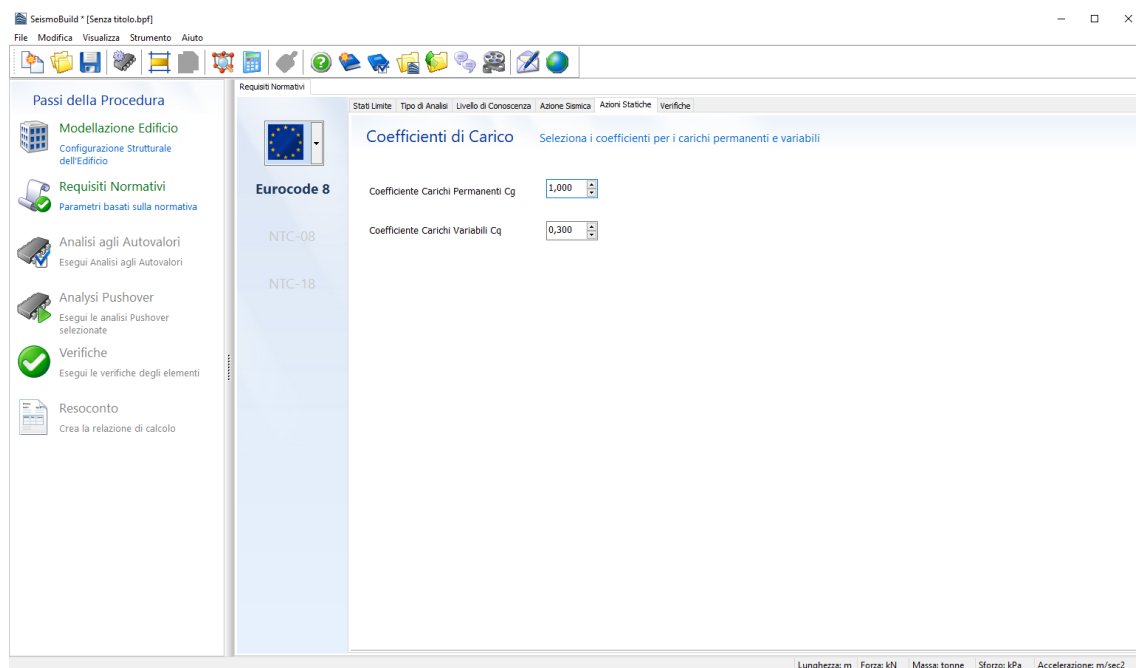 SeismoBuild * [Senza titolo.bpf]
File Modifica Visualizza Strumento Aiuto
Passi della Procedura
Modellazione Edificio
Configurazione Strutturale
dell'Edificio
Requisiti Normativi
Parametri basati sulla normativa
Analisi agli Autovalori
Esegui Analisi agli Autovalori
Analysi Pushover
Esegui le analisi Pushover
selezionate
Verifiche
Esegui le verifiche degli elementi
Resoconto
Crea la relazione di calcolo
Requisiti Normativi
Eurocode 8
NTC-08
NTC-18
Stati Limite Tipo di Analisi Livello di Conoscenza Azione Sismica Azioni Statiche Verifiche
Coefficienti di Carico Seleziona i coefficienti per i carichi permanenti e variabili
Coefficiente Carichi Permanenti Cg 1,000
Coefficiente Carichi Variabili Cq 0,300
Lunghezza: m Forza: kN Massa: tonne Sforzo: kPa Accelerazione: m/sec2